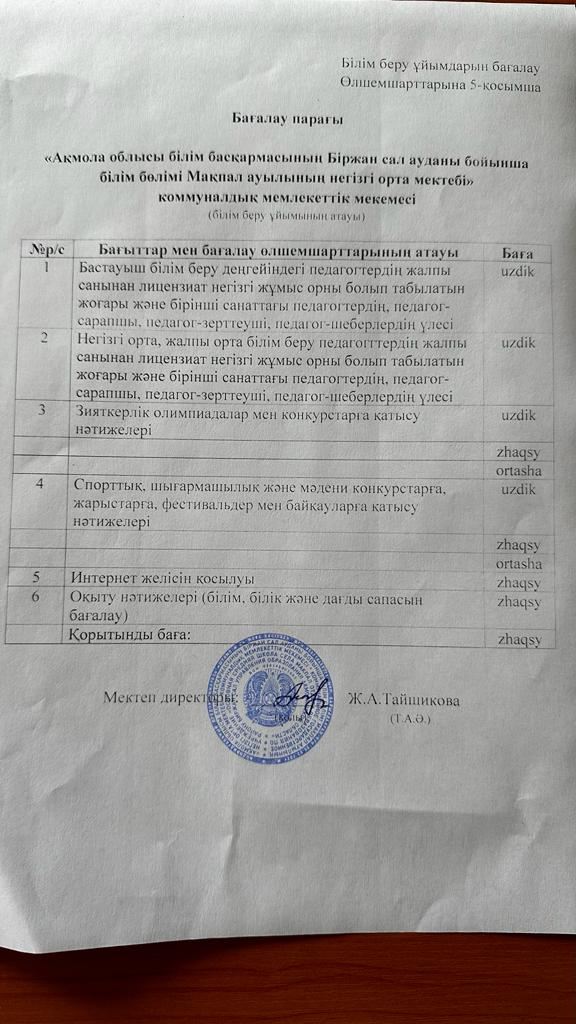 Білім беру ұйымдарын бағалау
Өлшемшарттарына 5-қосымша
Бағалау парағы
«Ақмола облысы білім басқармасының Біржан сал ауданы бойынша
білім бөлімі Макпал ауылының негізгі орта мектебі»
коммуналдық мемлекеттік мекемесі
(білім беру ұйымының атауы)
№р/с Бағыттар мен бағалау өлшемшарттарының атауы Баға
1 Бастауыш білім беру деңгейіндегі педагогтердің жалпы uzdik
санынан лицензиат негізгі жұмыс орны болып табылатын
жоғары және бірінші санаттағы педагогтердің, педагог-
сарапшы, педагог-зерттеуші, педагог-шеберлердің үлесі
2 Негізгі орта, жалпы орта білім беру педагогттердің жалпы uzdik
санынан лицензиат негізгі жұмыс орны болып табылатын
жоғары және бірінші санаттағы педагогтердің, педагог-
сарапшы, педагог-зерттеуші, педагог-шеберлердің үлесі
3 Зияткерлік олимпиадалар мен конкурстарға қатысу uzdik
нәтижелері
zhaqsy
ortasha
4 Спорттық, шығармашылық және мәдени конкурстарға, uzdik
жарыстарға, фестивальдер мен байқауларға қатысу
нәтижелері
zhaqsy
ortasha
5 Интернет желісін қосылуы zhaqsy
6 Оқыту нәтижелері (білім, білік және дағды сапасын zhaqsy
бағалау)
Қорытынды баға: zhaqsy
Мектеп директоры: Ж.А.Тайшикова
(қолы) (Т.А.Ә.)